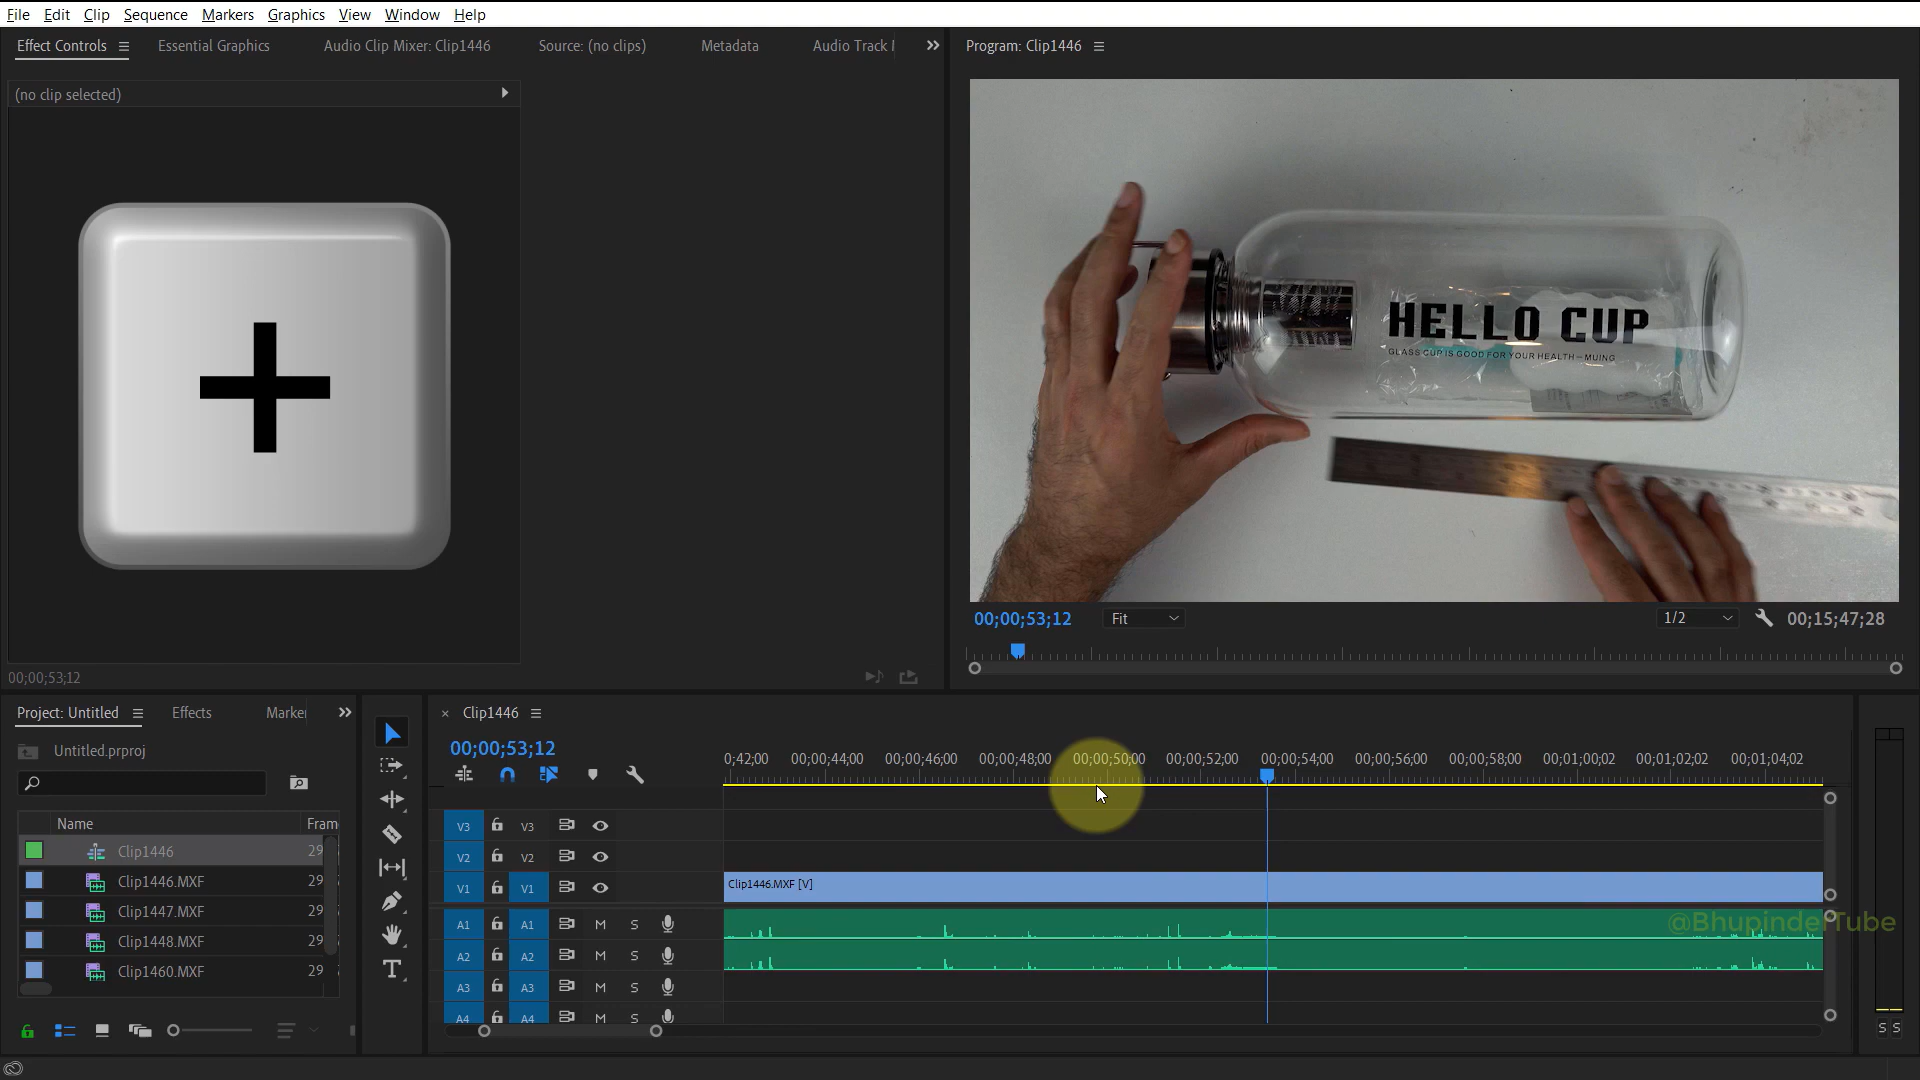 File Edit Clip Sequence Markers Graphics View Window Help
Effect Controls Essential Graphics Audio Clip Mixer: Clip1446 Source: (no clips) Metadata Audio Track
Program: Clip1446
(no clip selected)
HELLO CUP
GLASS CUP IS GOOD FOR YOUR HEALTH—MUING
00;00;53;12 Fit 1/2 00;15;47;28
00;00;53;12
Project: Untitled Effects Marker
Clip1446
Untitled.prproj
00;00;53;12
0;42;00 00;00;44;00 00;00;46;00 00;00;48;00 00;00;50;00 00;00;52;00 00;00;54;00 00;00;56;00 00;00;58;00 00;01;00;02 00;01;02;02 00;01;04;02
Name Fram
Clip1446 29
Clip1446.MXF 29
Clip1447.MXF 29
Clip1448.MXF 29
Clip1460.MXF 29
V3 V3
V2 V2
V1 V1 Clip1446.MXF [V]
A1 A1 M S
A2 A2 M S
A3 A3 M S
A4 A4 M S
@BhupinderTube
S S